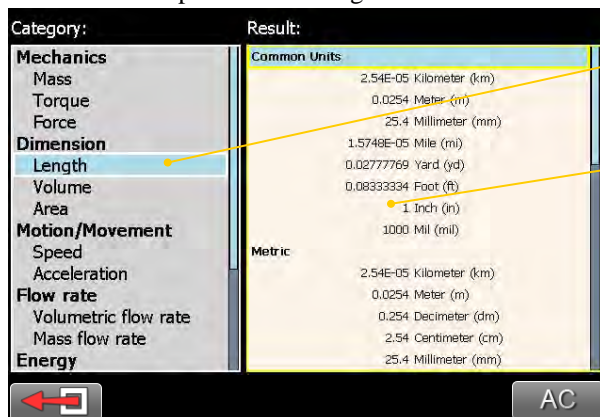 Category:
Mechanics
Mass
Torque
Force
Dimension
Length
Volume
Area
Motion/Movement
Speed
Acceleration
Flow rate
Volumetric flow rate
Mass flow rate
Energy
Result:
Common Units
2.54E-05 Kilometer (km)
0.0254 Meter (m)
25.4 Millimeter (mm)
1.5748E-05 Mile (mi)
0.02777769 Yard (yd)
0.08333334 Foot (ft)
1 Inch (in)
1000 Mil (mil)
Metric
2.54E-05 Kilometer (km)
0.0254 Meter (m)
0.254 Decimeter (dm)
2.54 Centimeter (cm)
25.4 Millimeter (mm)
AC